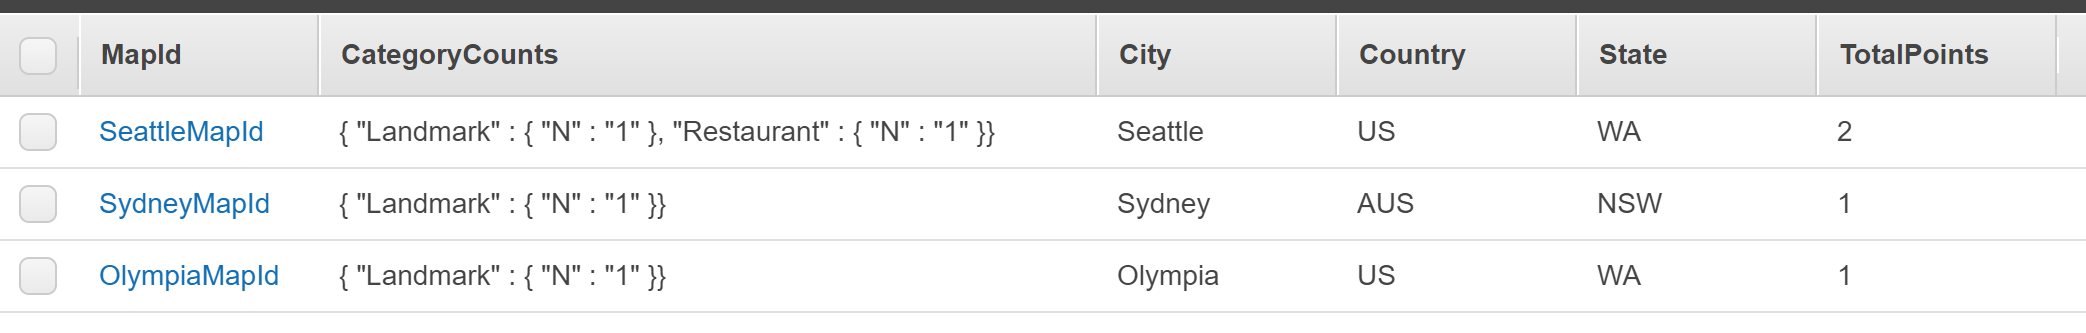 MapId CategoryCounts City Country State TotalPoints
SeattleMapId { "Landmark" : { "N" : "1" }, "Restaurant" : { "N" : "1" }} Seattle US WA 2
SydneyMapId { "Landmark" : { "N" : "1" }} Sydney AUS NSW 1
OlympiaMapId { "Landmark" : { "N" : "1" }} Olympia US WA 1